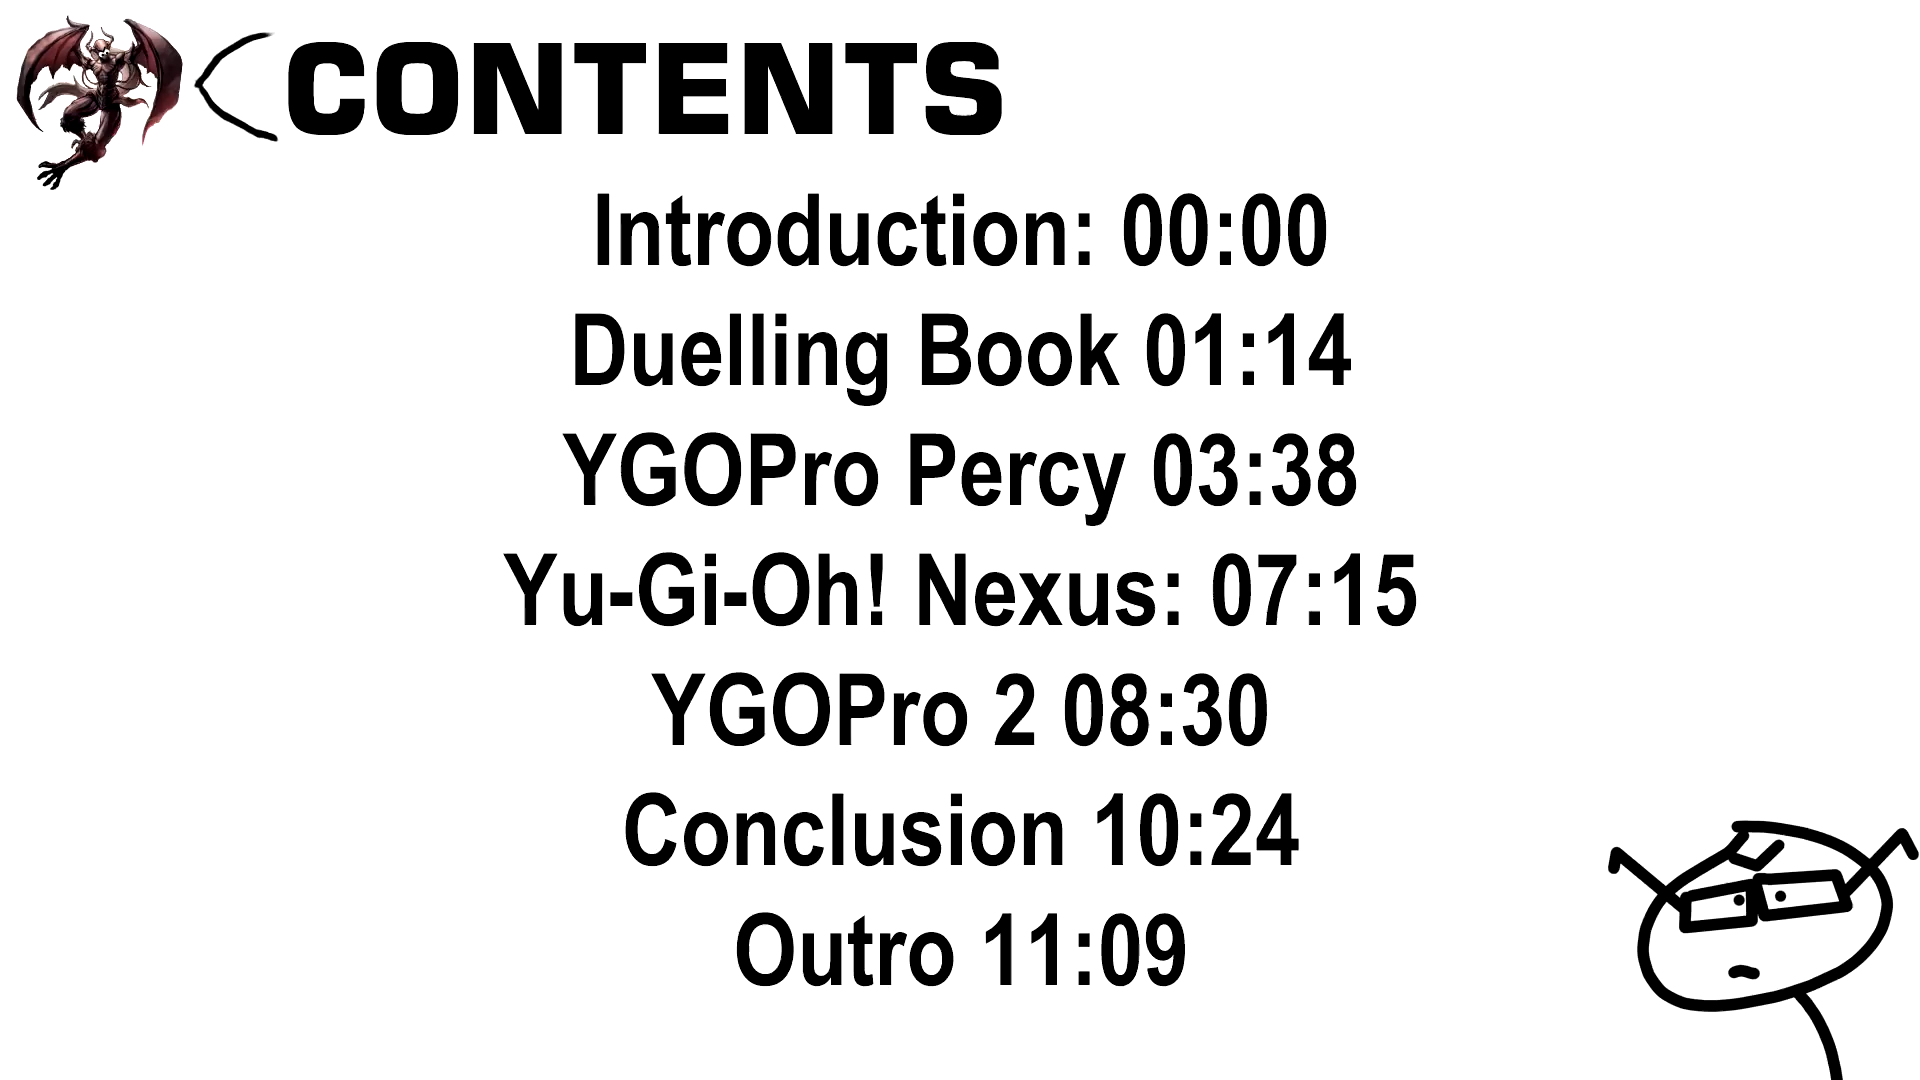 CONTENTS
Introduction: 00:00
Duelling Book 01:14
YGOPro Percy 03:38
Yu-Gi-Oh! Nexus: 07:15
YGOPro 2 08:30
Conclusion 10:24
Outro 11:09